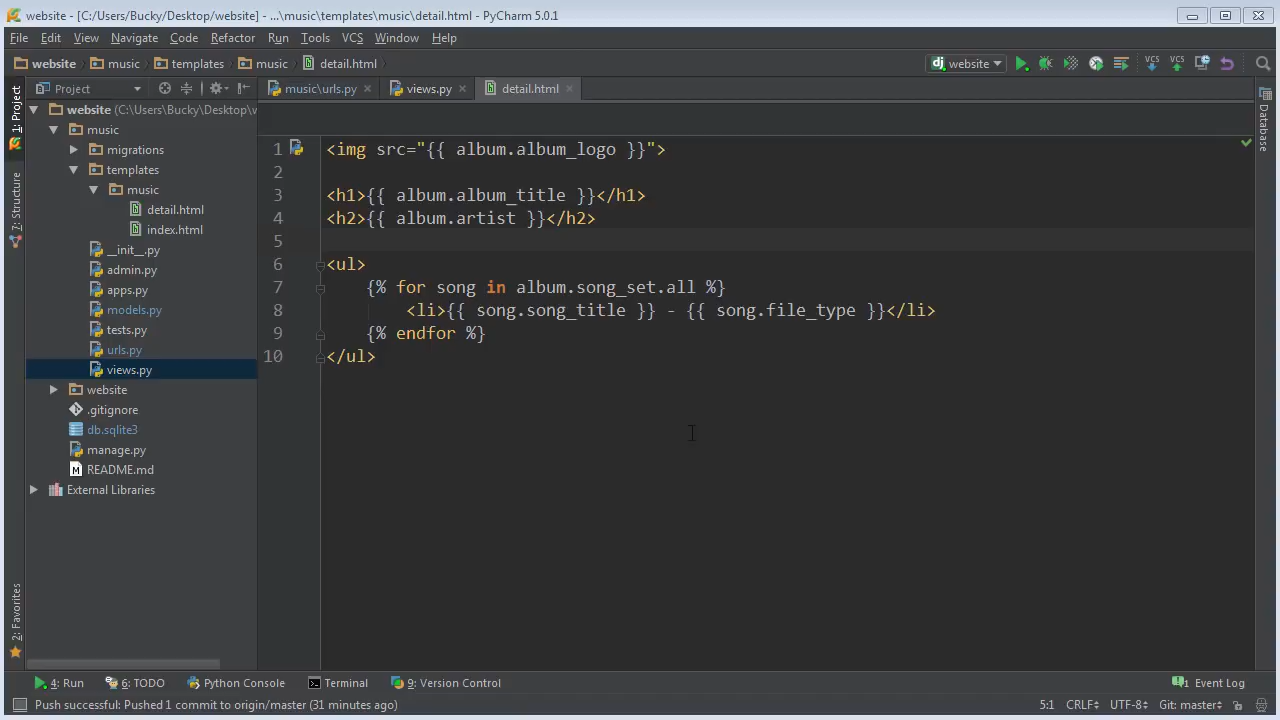 website - [C:/Users/Bucky/Desktop/website] - ...\music\templates\music\detail.html - PyCharm 5.0.1
File Edit View Navigate Code Refactor Run Tools VCS Window Help
website music templates music detail.html
dj website VCS VCS
1: Project
7: Structure
2: Favorites
Project
music\urls.py views.py detail.html
Database
website (C:\Users\Bucky\Desktop\w
music
migrations
templates
music
detail.html
index.html
__init__.py
admin.py
apps.py
models.py
tests.py
urls.py
views.py
website
.gitignore
db.sqlite3
manage.py
README.md
External Libraries
1 <img src="{{ album.album_logo }}">
2
3 <h1>{{ album.album_title }}</h1>
4 <h2>{{ album.artist }}</h2>
5
6 <ul>
7 {% for song in album.song_set.all %}
8 <li>{{ song.song_title }} - {{ song.file_type }}</li>
9 {% endfor %}
10 </ul>
4: Run 6: TODO Python Console Terminal 9: Version Control 1 Event Log
Push successful: Pushed 1 commit to origin/master (31 minutes ago) 5:1 CRLF UTF-8 Git: master